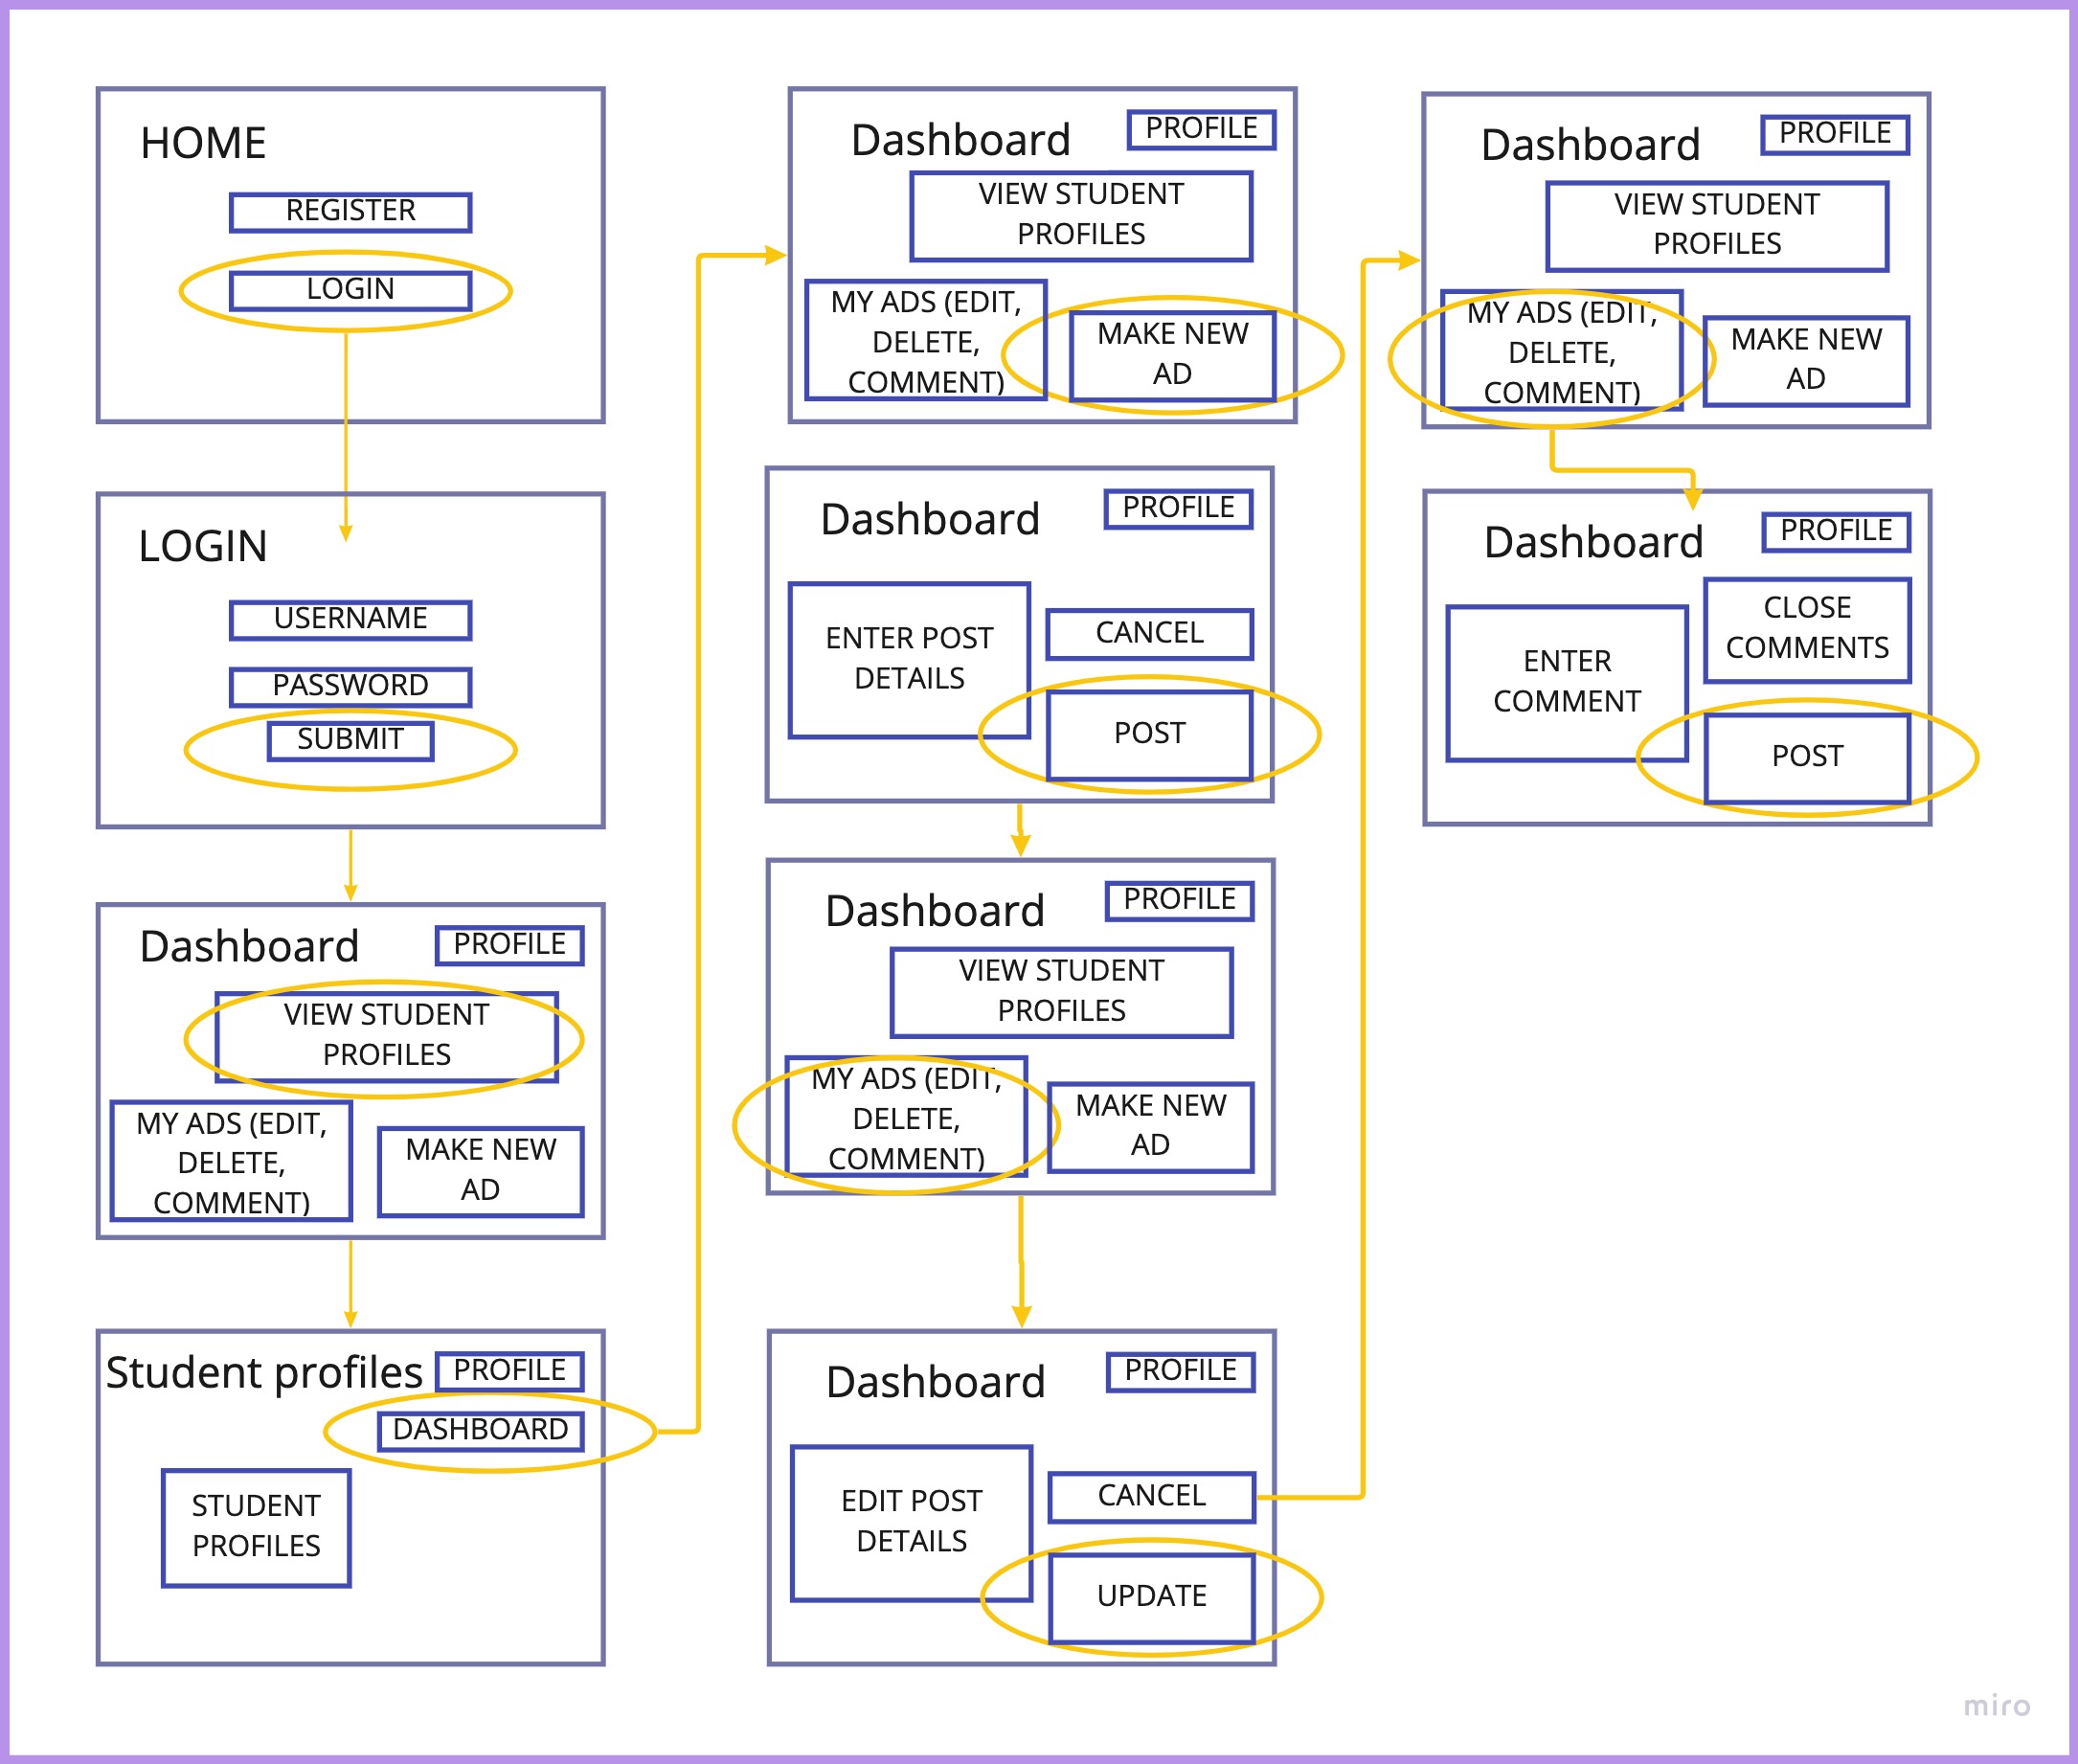 HOME
REGISTER
LOGIN
LOGIN
USERNAME
PASSWORD
SUBMIT
Dashboard
PROFILE
VIEW STUDENT
PROFILES
MY ADS (EDIT,
DELETE,
COMMENT)
MAKE NEW
AD
Student profiles
PROFILE
DASHBOARD
STUDENT
PROFILES
Dashboard
PROFILE
VIEW STUDENT
PROFILES
MY ADS (EDIT,
DELETE,
COMMENT)
MAKE NEW
AD
Dashboard
PROFILE
ENTER POST
DETAILS
CANCEL
POST
Dashboard
PROFILE
VIEW STUDENT
PROFILES
MY ADS (EDIT,
DELETE,
COMMENT)
MAKE NEW
AD
Dashboard
PROFILE
EDIT POST
DETAILS
CANCEL
UPDATE
Dashboard
PROFILE
VIEW STUDENT
PROFILES
MY ADS (EDIT,
DELETE,
COMMENT)
MAKE NEW
AD
Dashboard
PROFILE
ENTER
COMMENT
CLOSE
COMMENTS
POST
miro